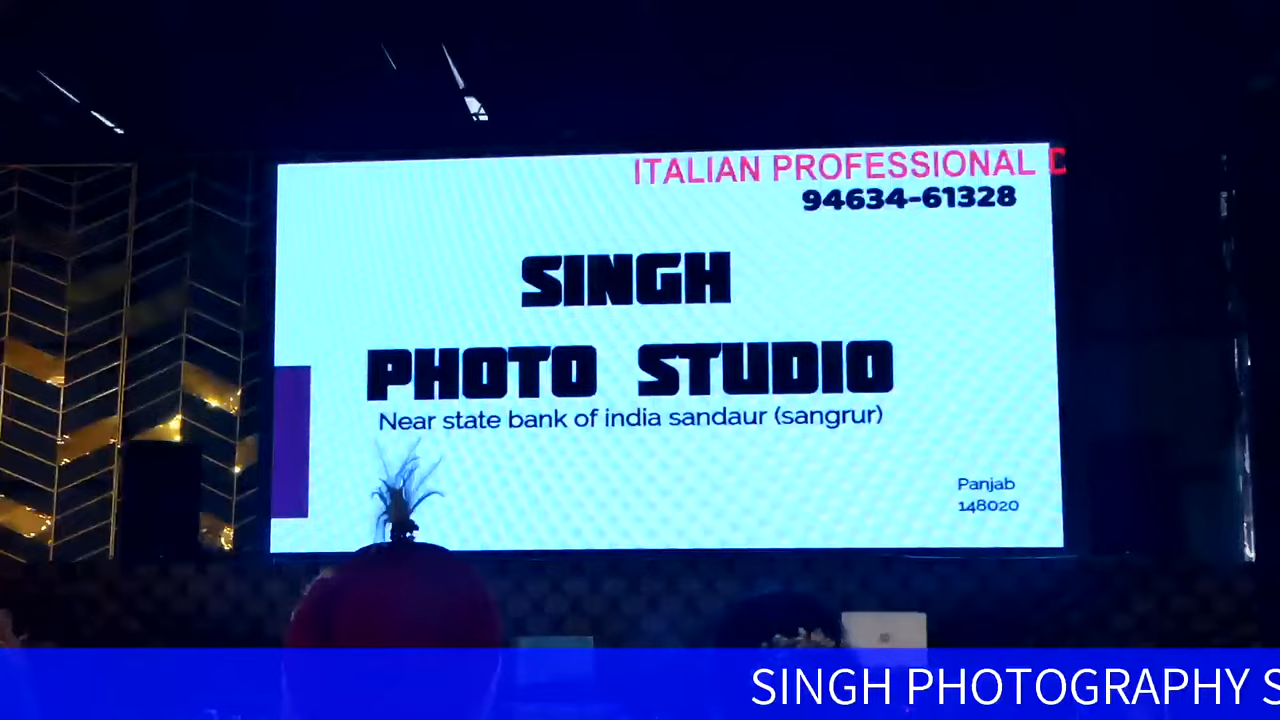 ITALIAN PROFESSIONAL
94634-61328
SINGH
PHOTO STUDIO
Near state bank of india sandaur (sangrur)
Panjab
148020
SINGH PHOTOGRAPHY S